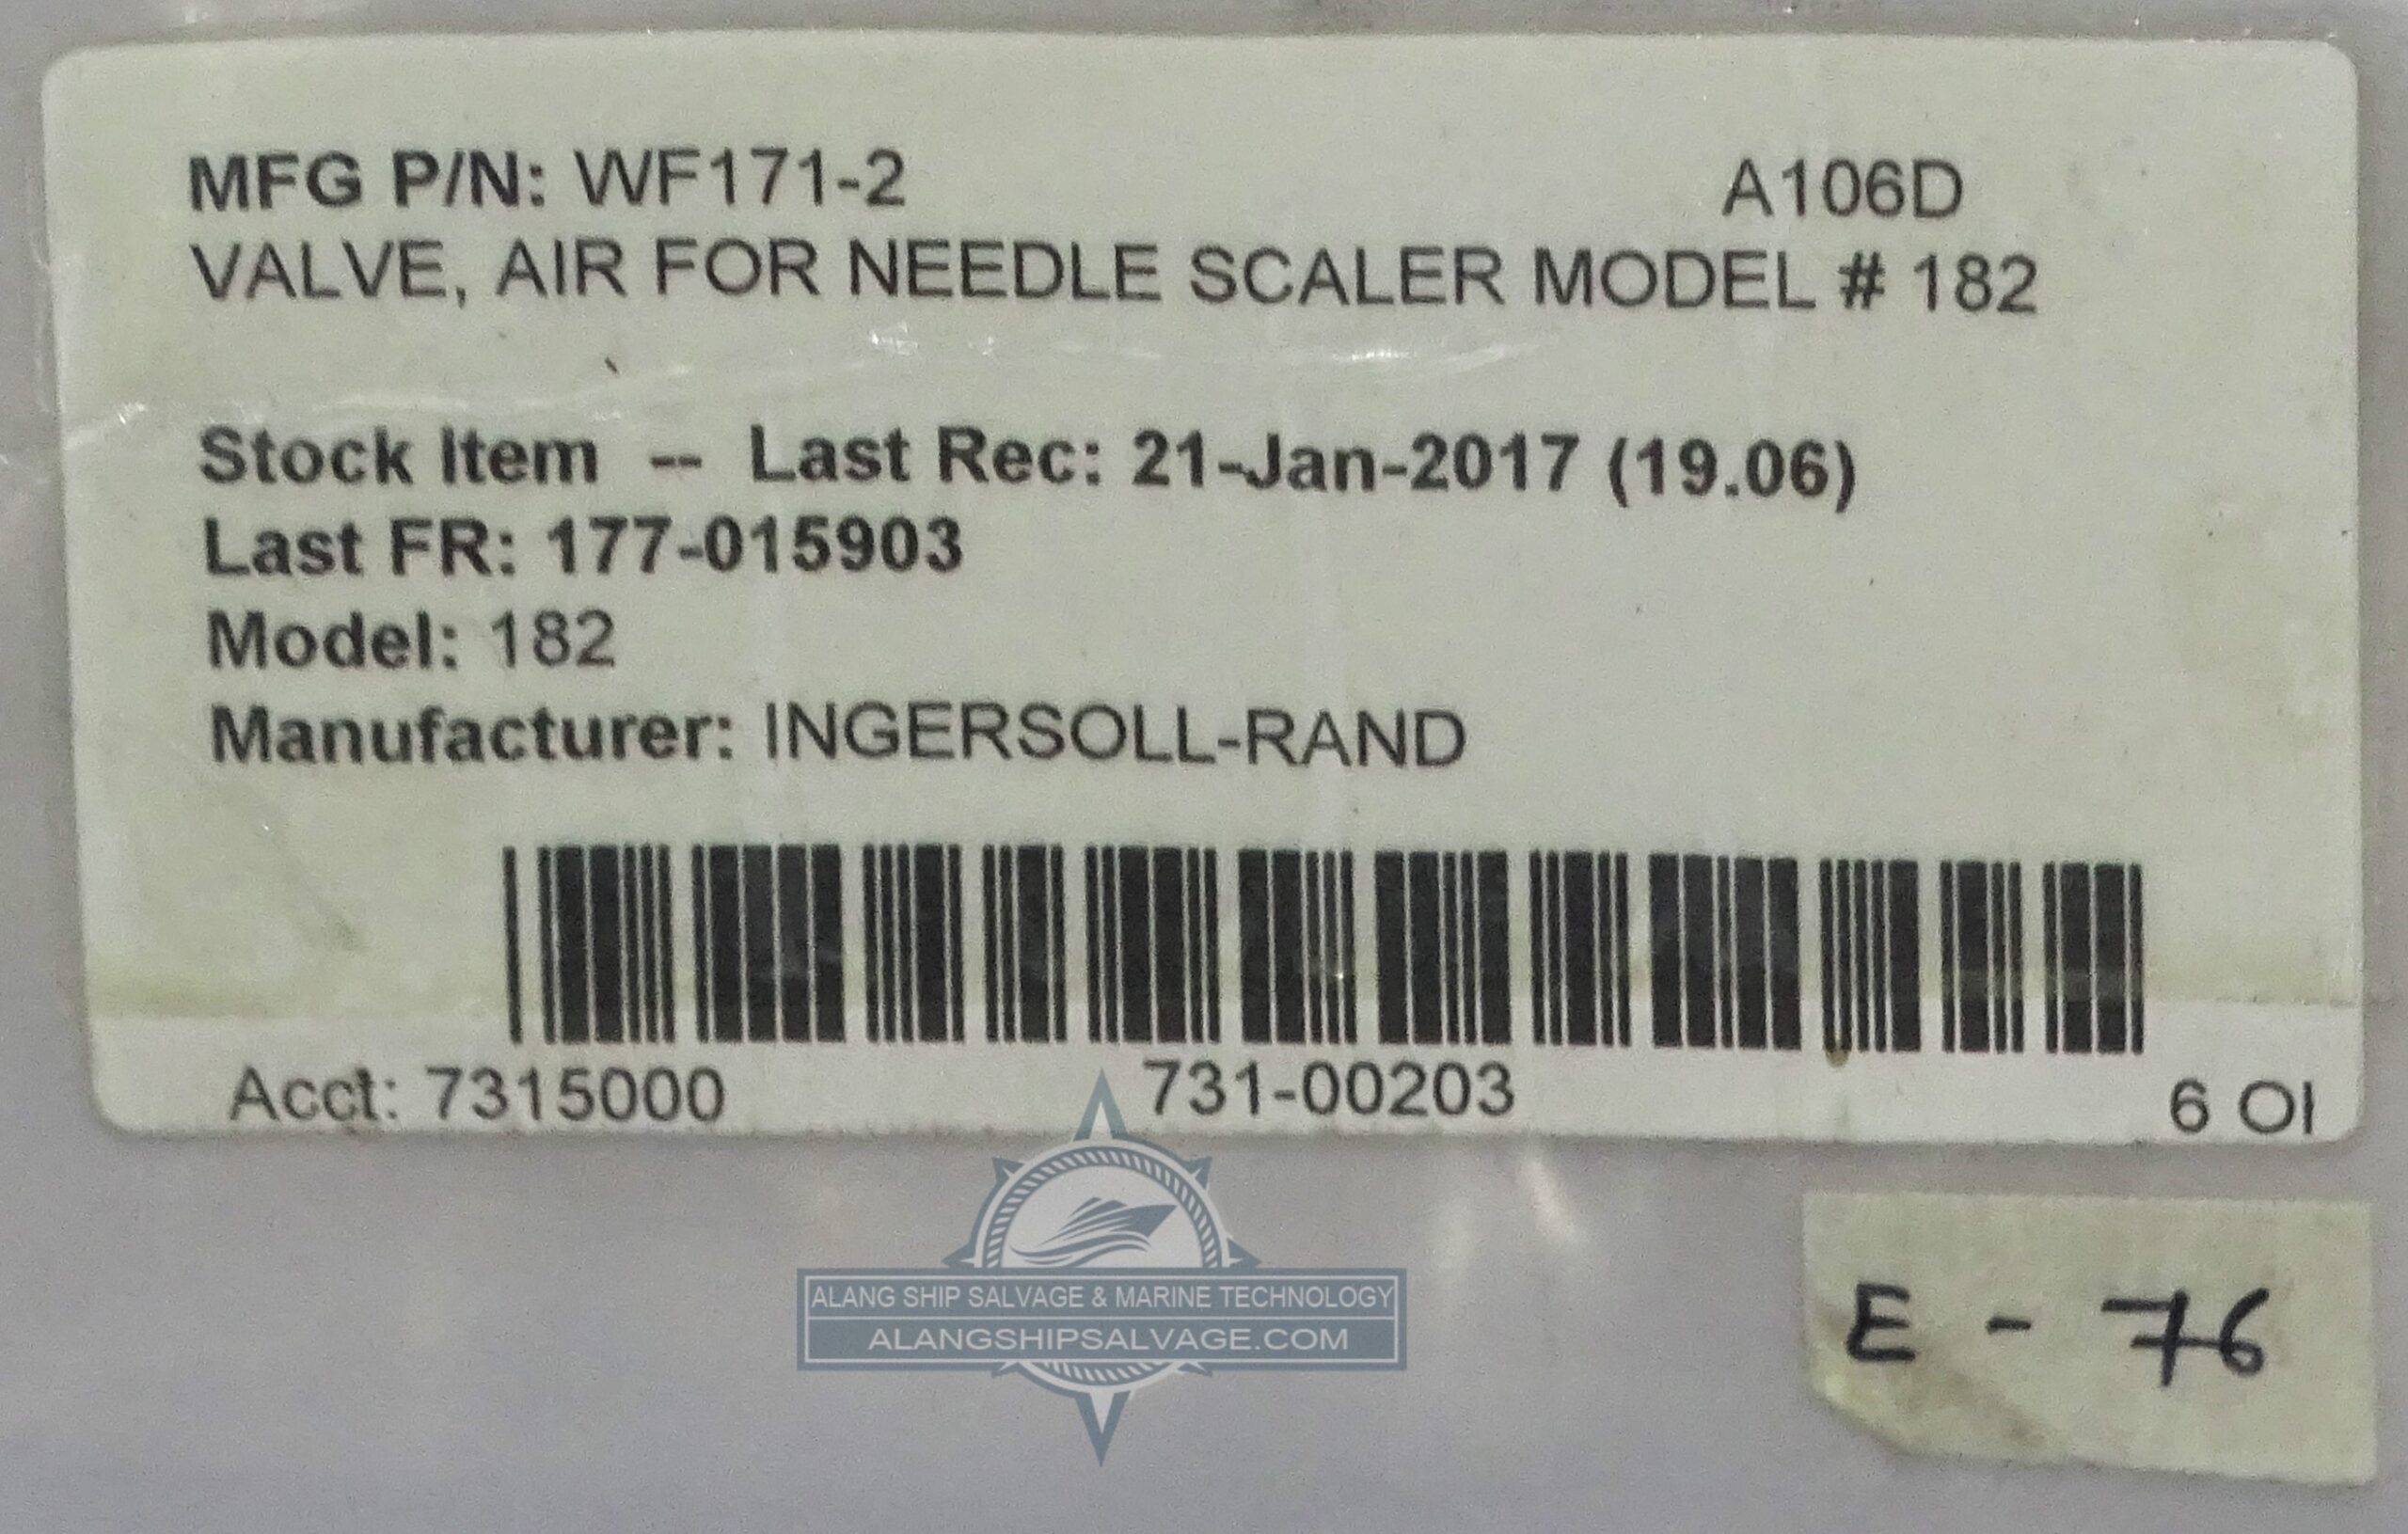 MFG P/N: WF171-2 A106D
VALVE, AIR FOR NEEDLE SCALER MODEL # 182
Stock Item -- Last Rec: 21-Jan-2017 (19.06)
Last FR: 177-015903
Model: 182
Manufacturer: INGERSOLL-RAND
Acct: 7315000 731-00203 6 OI
ALANG SHIP SALVAGE & MARINE TECHNOLOGY
ALANGSHIPSALVAGE.COM
E - 76